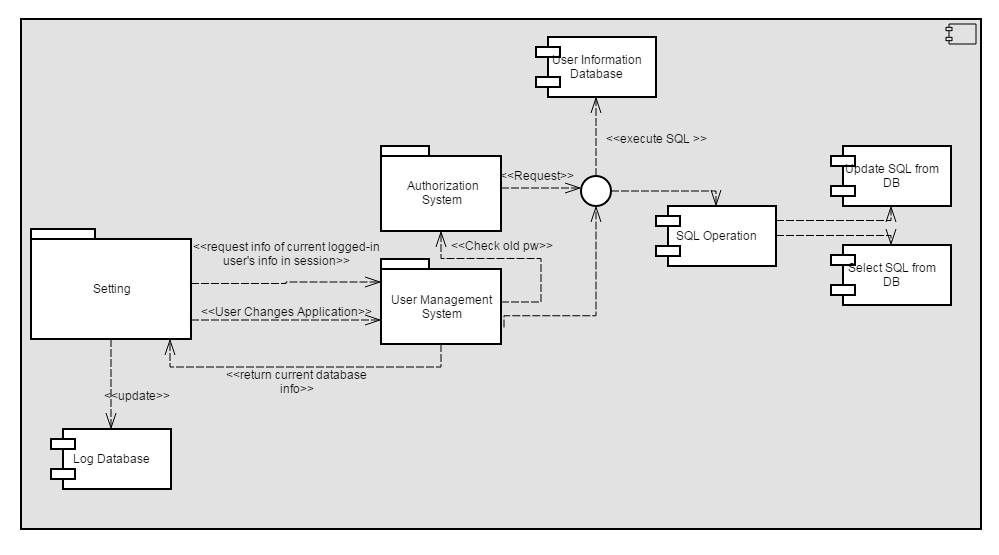 User Information
Database
<<execute SQL >>
Authorization
System
<<Request>>
Update SQL from
DB
SQL Operation
<<request info of current logged-in
user's info in session>>
<<Check old pw>>
Select SQL from
DB
Setting
User Management
System
<<User Changes Application>>
<<return current database
info>>
<<update>>
Log Database